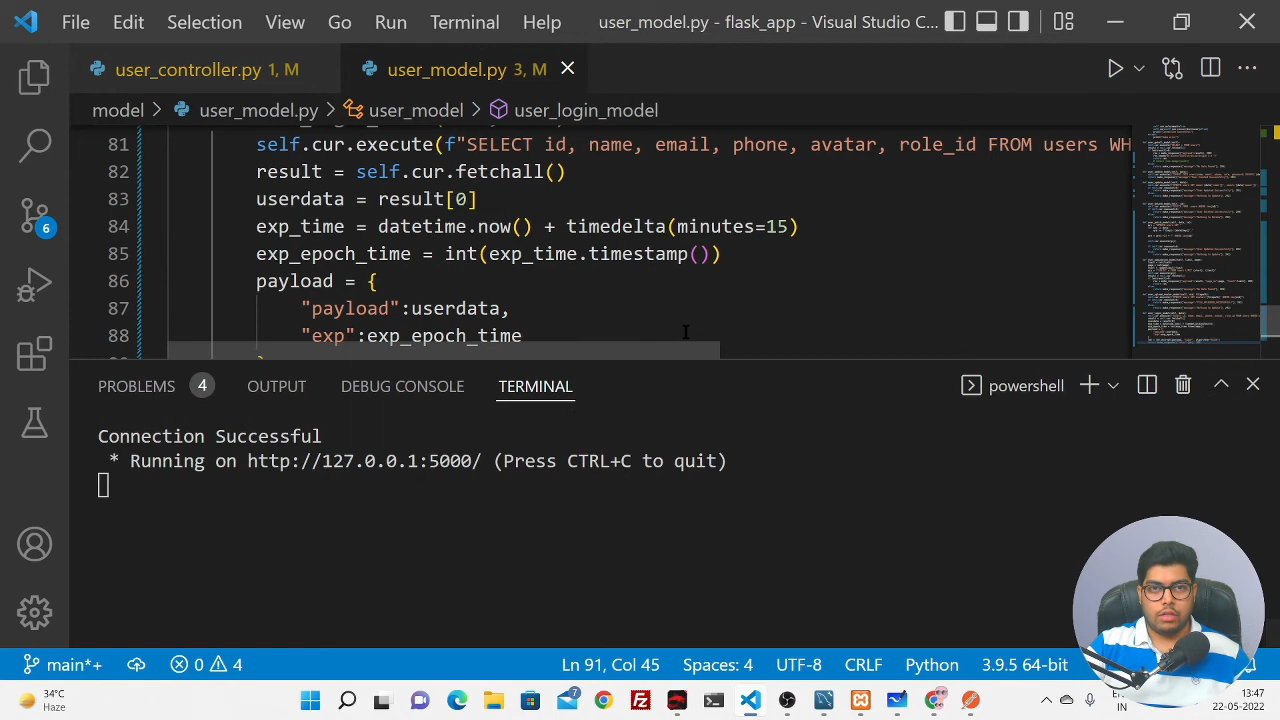 File Edit Selection View Go Run Terminal Help user_model.py - flask_app - Visual Studio C...
user_controller.py 1, M user_model.py 3, M
model > user_model.py > user_model > user_login_model
81 self.cur.execute(f"SELECT id, name, email, phone, avatar, role_id FROM users WH
82 result = self.cur.fetchall()
83 userdata = result[0]
84 exp_time = datetime.now() + timedelta(minutes=15)
85 exp_epoch_time = int(exp_time.timestamp())
86 payload = {
87 "payload":userdata,
88 "exp":exp_epoch_time
6
PROBLEMS 4 OUTPUT DEBUG CONSOLE TERMINAL powershell
Connection Successful
* Running on http://127.0.0.1:5000/ (Press CTRL+C to quit)
main*+ 0 4 Ln 91, Col 45 Spaces: 4 UTF-8 CRLF Python 3.9.5 64-bit
34°C
Haze
7
IN
13:47
22-05-2022